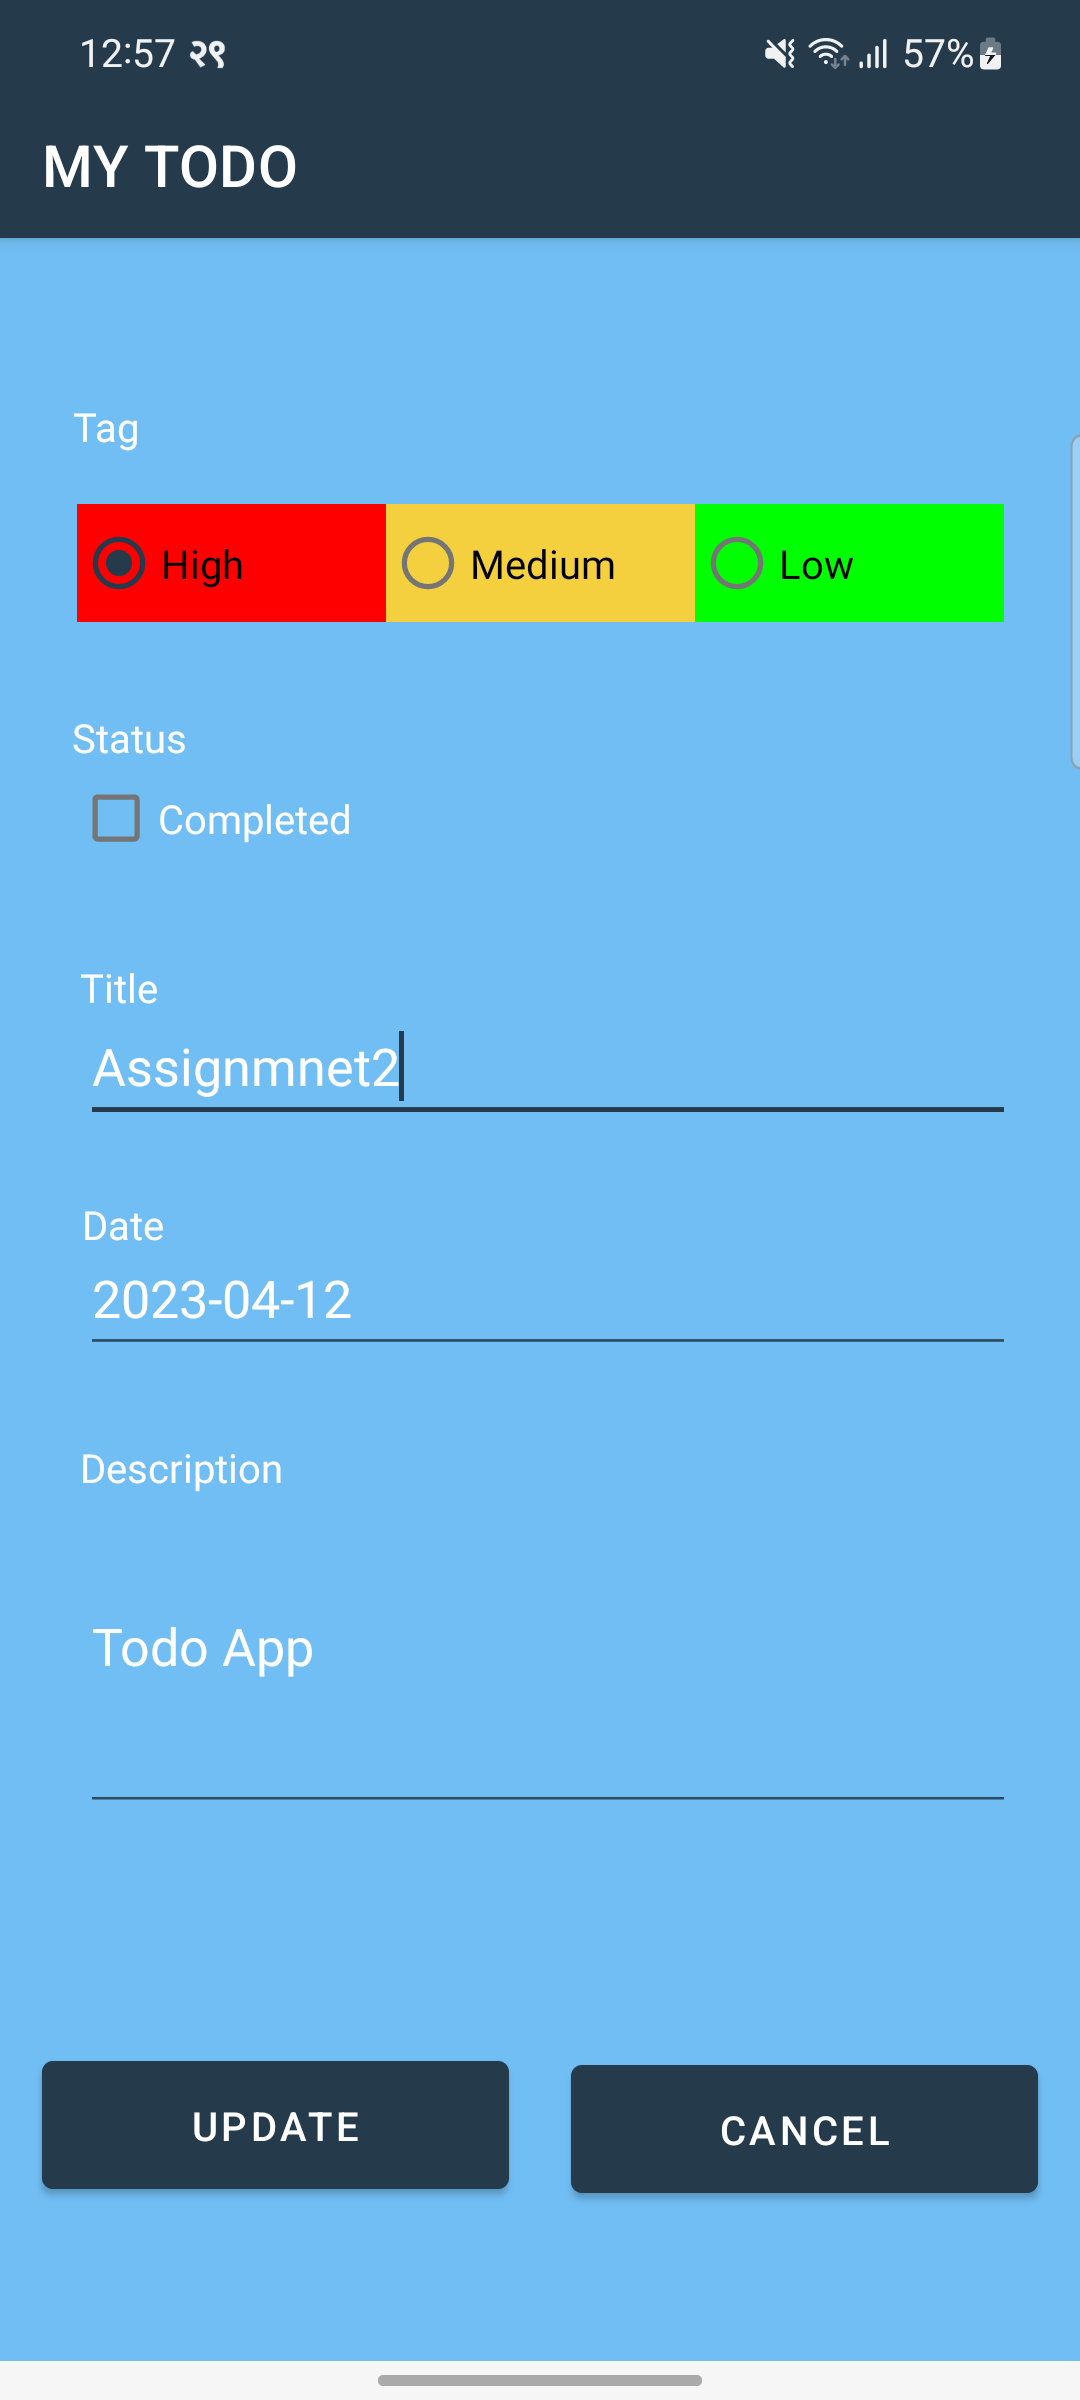 12:57 २९ 57%
MY TODO
Tag
High Medium Low
Status
Completed
Title
Assignmnet2
Date
2023-04-12
Description
Todo App
UPDATE CANCEL